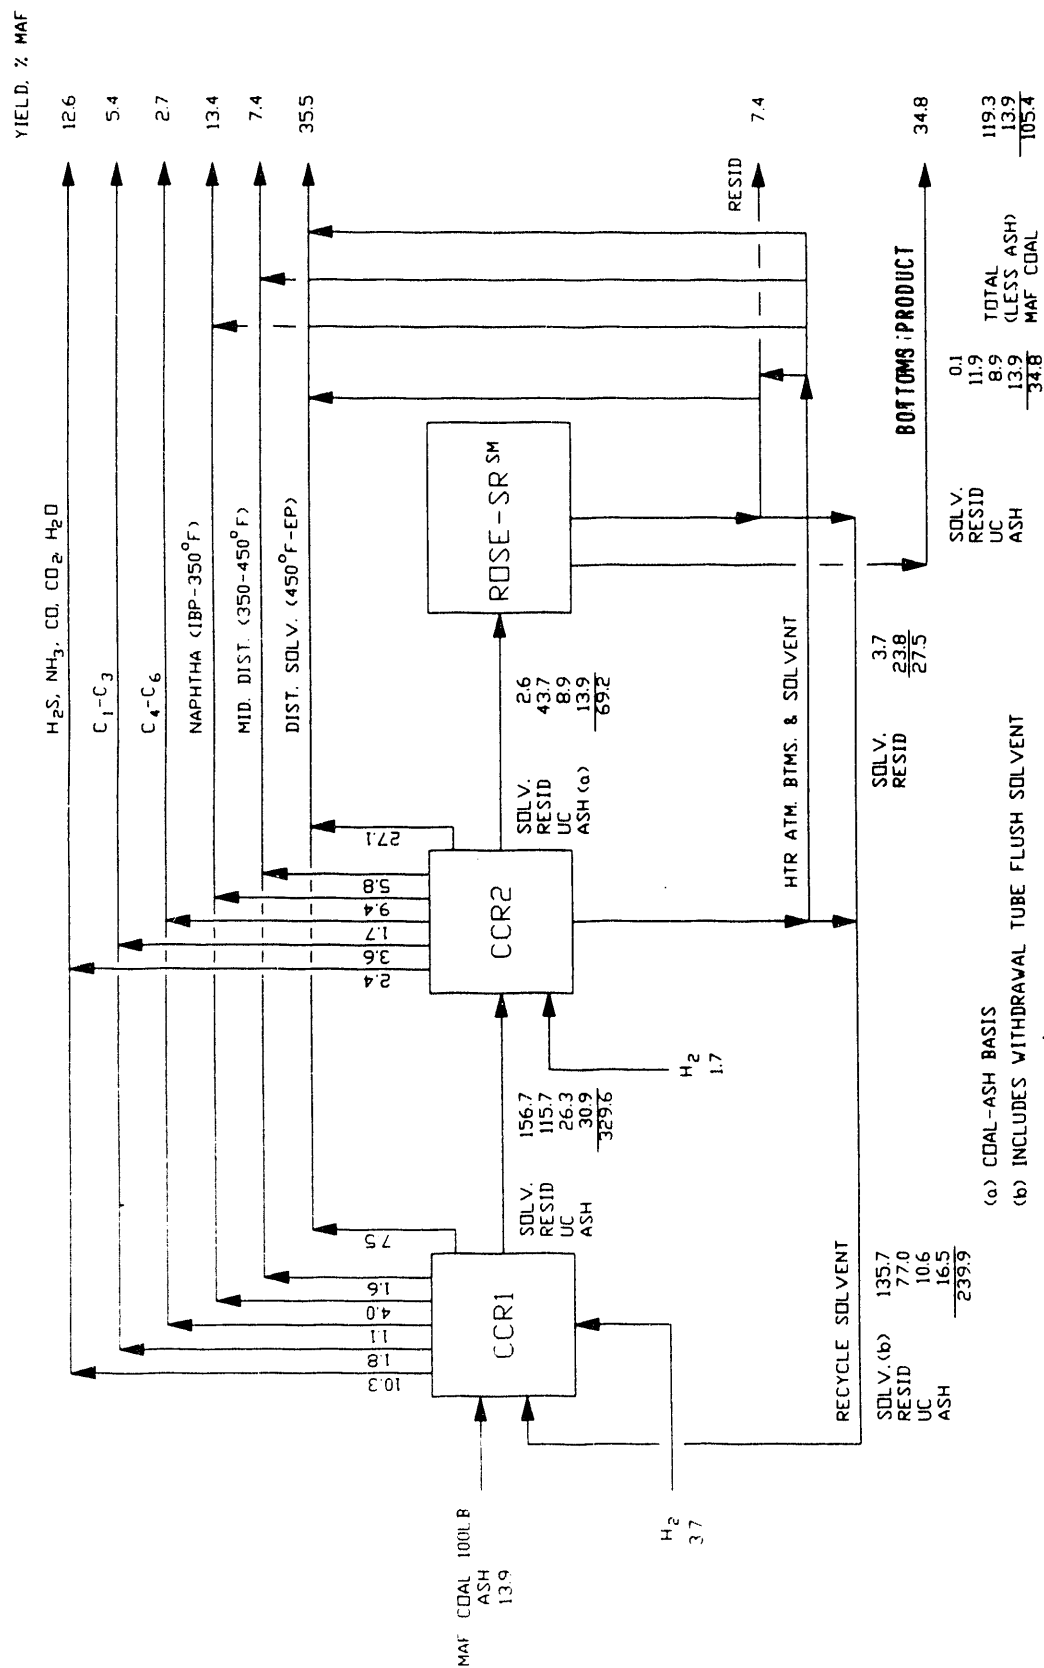 YIELD, % MAF
H2S, NH3, CO, CO2, H2O
12.6
C1-C3
5.4
C4-C6
2.7
NAPHTHA (IBP-350°F)
13.4
MID. DIST. (350-450°F)
7.4
DIST. SOLV. (450°F-EP)
35.5
10.3
1.8
1.1
4.0
1.6
7.5
2.4
3.6
1.7
9.4
5.8
27.1
MAF COAL 100LB
ASH
13.9
CCR1
CCR2
ROSE-SR SM
SOLV. 156.7
RESID 115.7
UC 26.3
ASH 30.9
329.6
SOLV. 2.6
RESID 43.7
UC 8.9
ASH (a) 13.9
69.2
H2
3.7
H2
1.7
RESID
7.4
HTR ATM. BTMS. & SOLVENT
RECYCLE SOLVENT
SOLV. (b) 135.7
RESID 77.0
UC 10.6
ASH 16.5
239.9
SOLV. 3.7
RESID 23.8
27.5
BOTTOMS PRODUCT
34.8
SOLV. 0.1
RESID 11.9
UC 8.9
ASH 13.9
34.8
TOTAL 119.3
(LESS ASH) 13.9
MAF COAL 105.4
(a) COAL-ASH BASIS
(b) INCLUDES WITHDRAWAL TUBE FLUSH SOLVENT